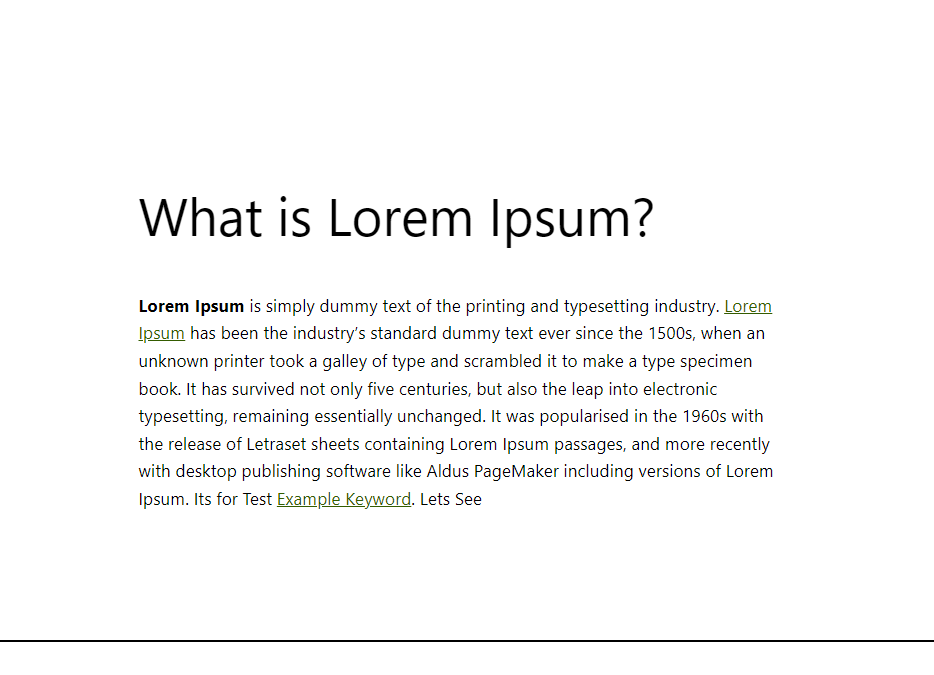 What is Lorem Ipsum?
Lorem Ipsum is simply dummy text of the printing and typesetting industry. Lorem
Ipsum has been the industry’s standard dummy text ever since the 1500s, when an
unknown printer took a galley of type and scrambled it to make a type specimen
book. It has survived not only five centuries, but also the leap into electronic
typesetting, remaining essentially unchanged. It was popularised in the 1960s with
the release of Letraset sheets containing Lorem Ipsum passages, and more recently
with desktop publishing software like Aldus PageMaker including versions of Lorem
Ipsum. Its for Test Example Keyword. Lets See